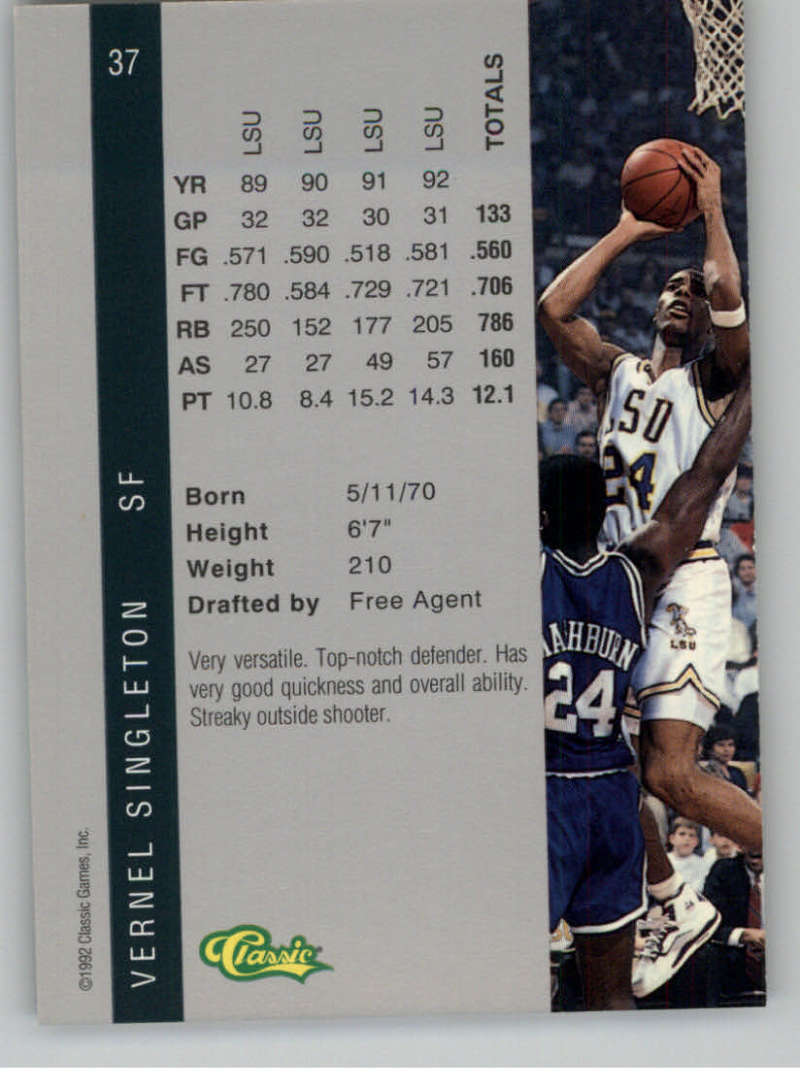 37
LSU LSU LSU LSU TOTALS
YR 89 90 91 92
GP 32 32 30 31 133
FG .571 .590 .518 .581 .560
FT .780 .584 .729 .721 .706
RB 250 152 177 205 786
AS 27 27 49 57 160
PT 10.8 8.4 15.2 14.3 12.1
VERNEL SINGLETON SF
Born 5/11/70
Height 6'7"
Weight 210
Drafted by Free Agent
Very versatile. Top-notch defender. Has
very good quickness and overall ability.
Streaky outside shooter.
©1992 Classic Games, Inc.
Classic
LSU
24
LSU
24